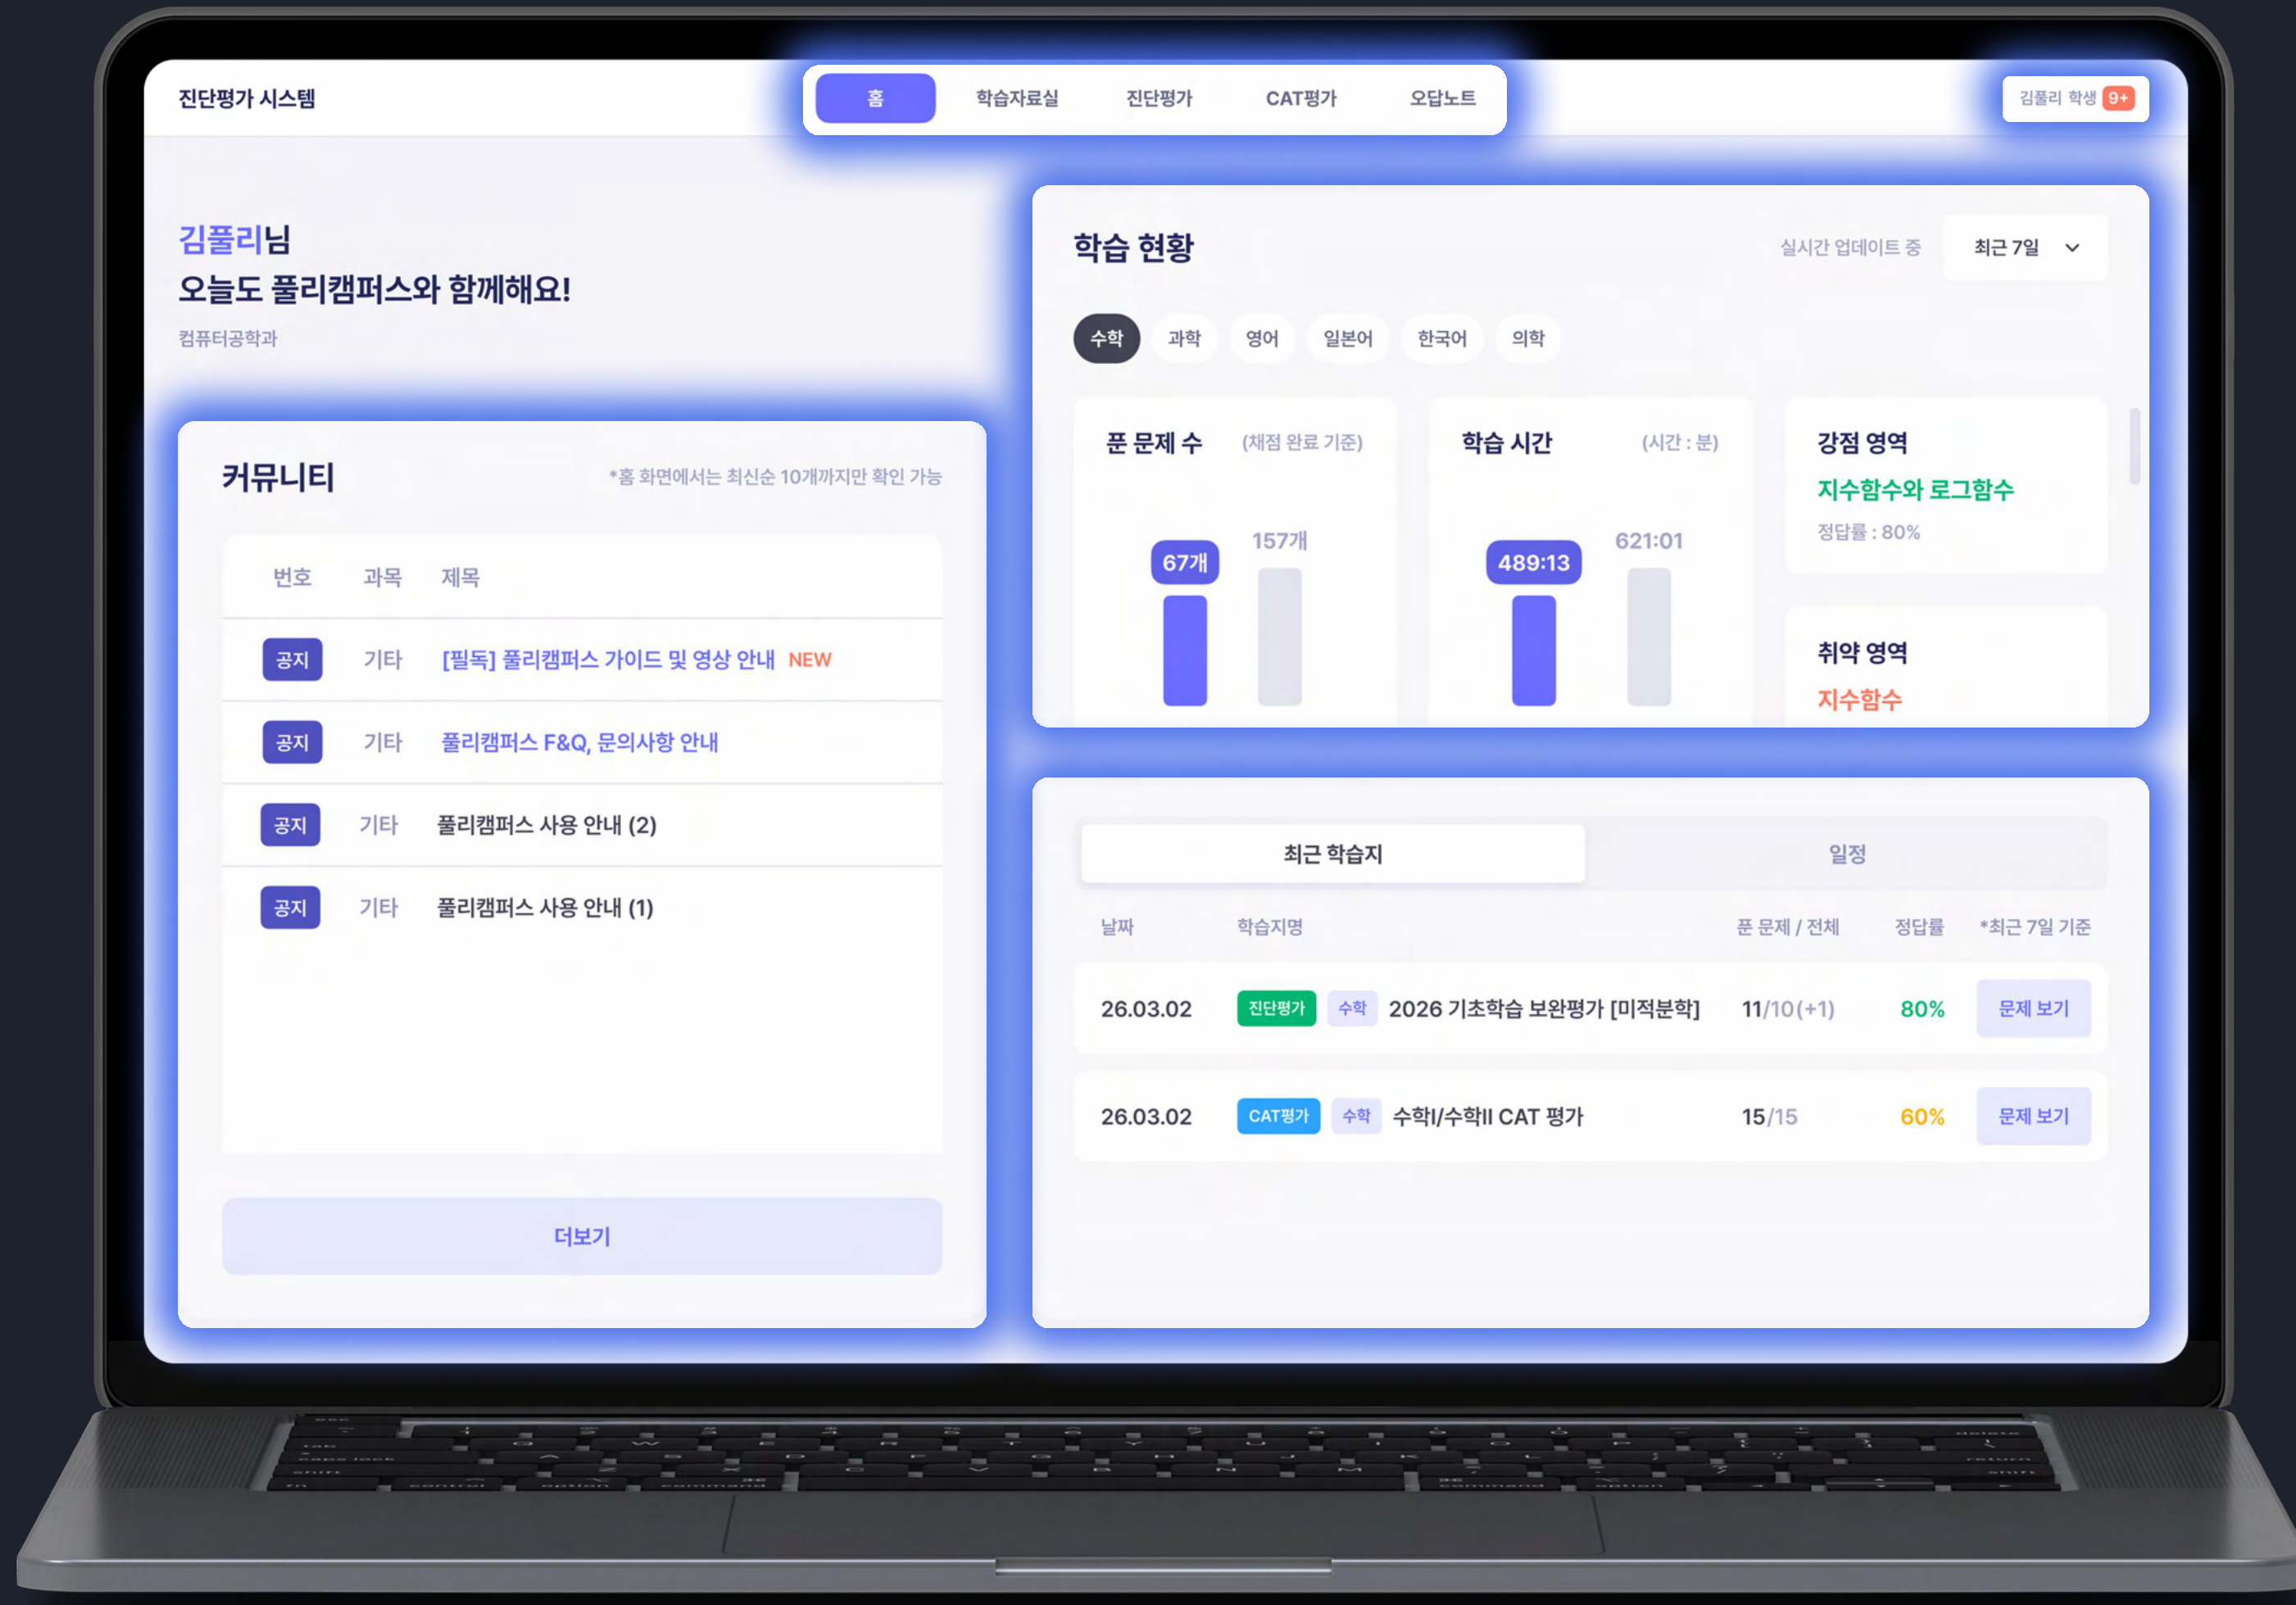 진단평가 시스템
홈 학습자료실 진단평가 CAT평가 오답노트
김풀리 학생 9+
김풀리님
오늘도 풀리캠퍼스와 함께해요!
컴퓨터공학과
커뮤니티 *홈 화면에서는 최신순 10개까지만 확인 가능
번호 과목 제목
공지 기타 [필독] 풀리캠퍼스 가이드 및 영상 안내 NEW
공지 기타 풀리캠퍼스 F&Q, 문의사항 안내
공지 기타 풀리캠퍼스 사용 안내 (2)
공지 기타 풀리캠퍼스 사용 안내 (1)
더보기
학습 현황 실시간 업데이트 중 최근 7일
수학 과학 영어 일본어 한국어 의학
푼 문제 수 (채점 완료 기준)
67개 157개
학습 시간 (시간 : 분)
489:13 621:01
강점 영역
지수함수와 로그함수
정답률 : 80%
취약 영역
지수함수
최근 학습지 일정
날짜 학습지명 푼 문제 / 전체 정답률 *최근 7일 기준
26.03.02 진단평가 수학 2026 기초학습 보완평가 [미적분학] 11/10(+1) 80% 문제 보기
26.03.02 CAT평가 수학 수학I/수학II CAT 평가 15/15 60% 문제 보기